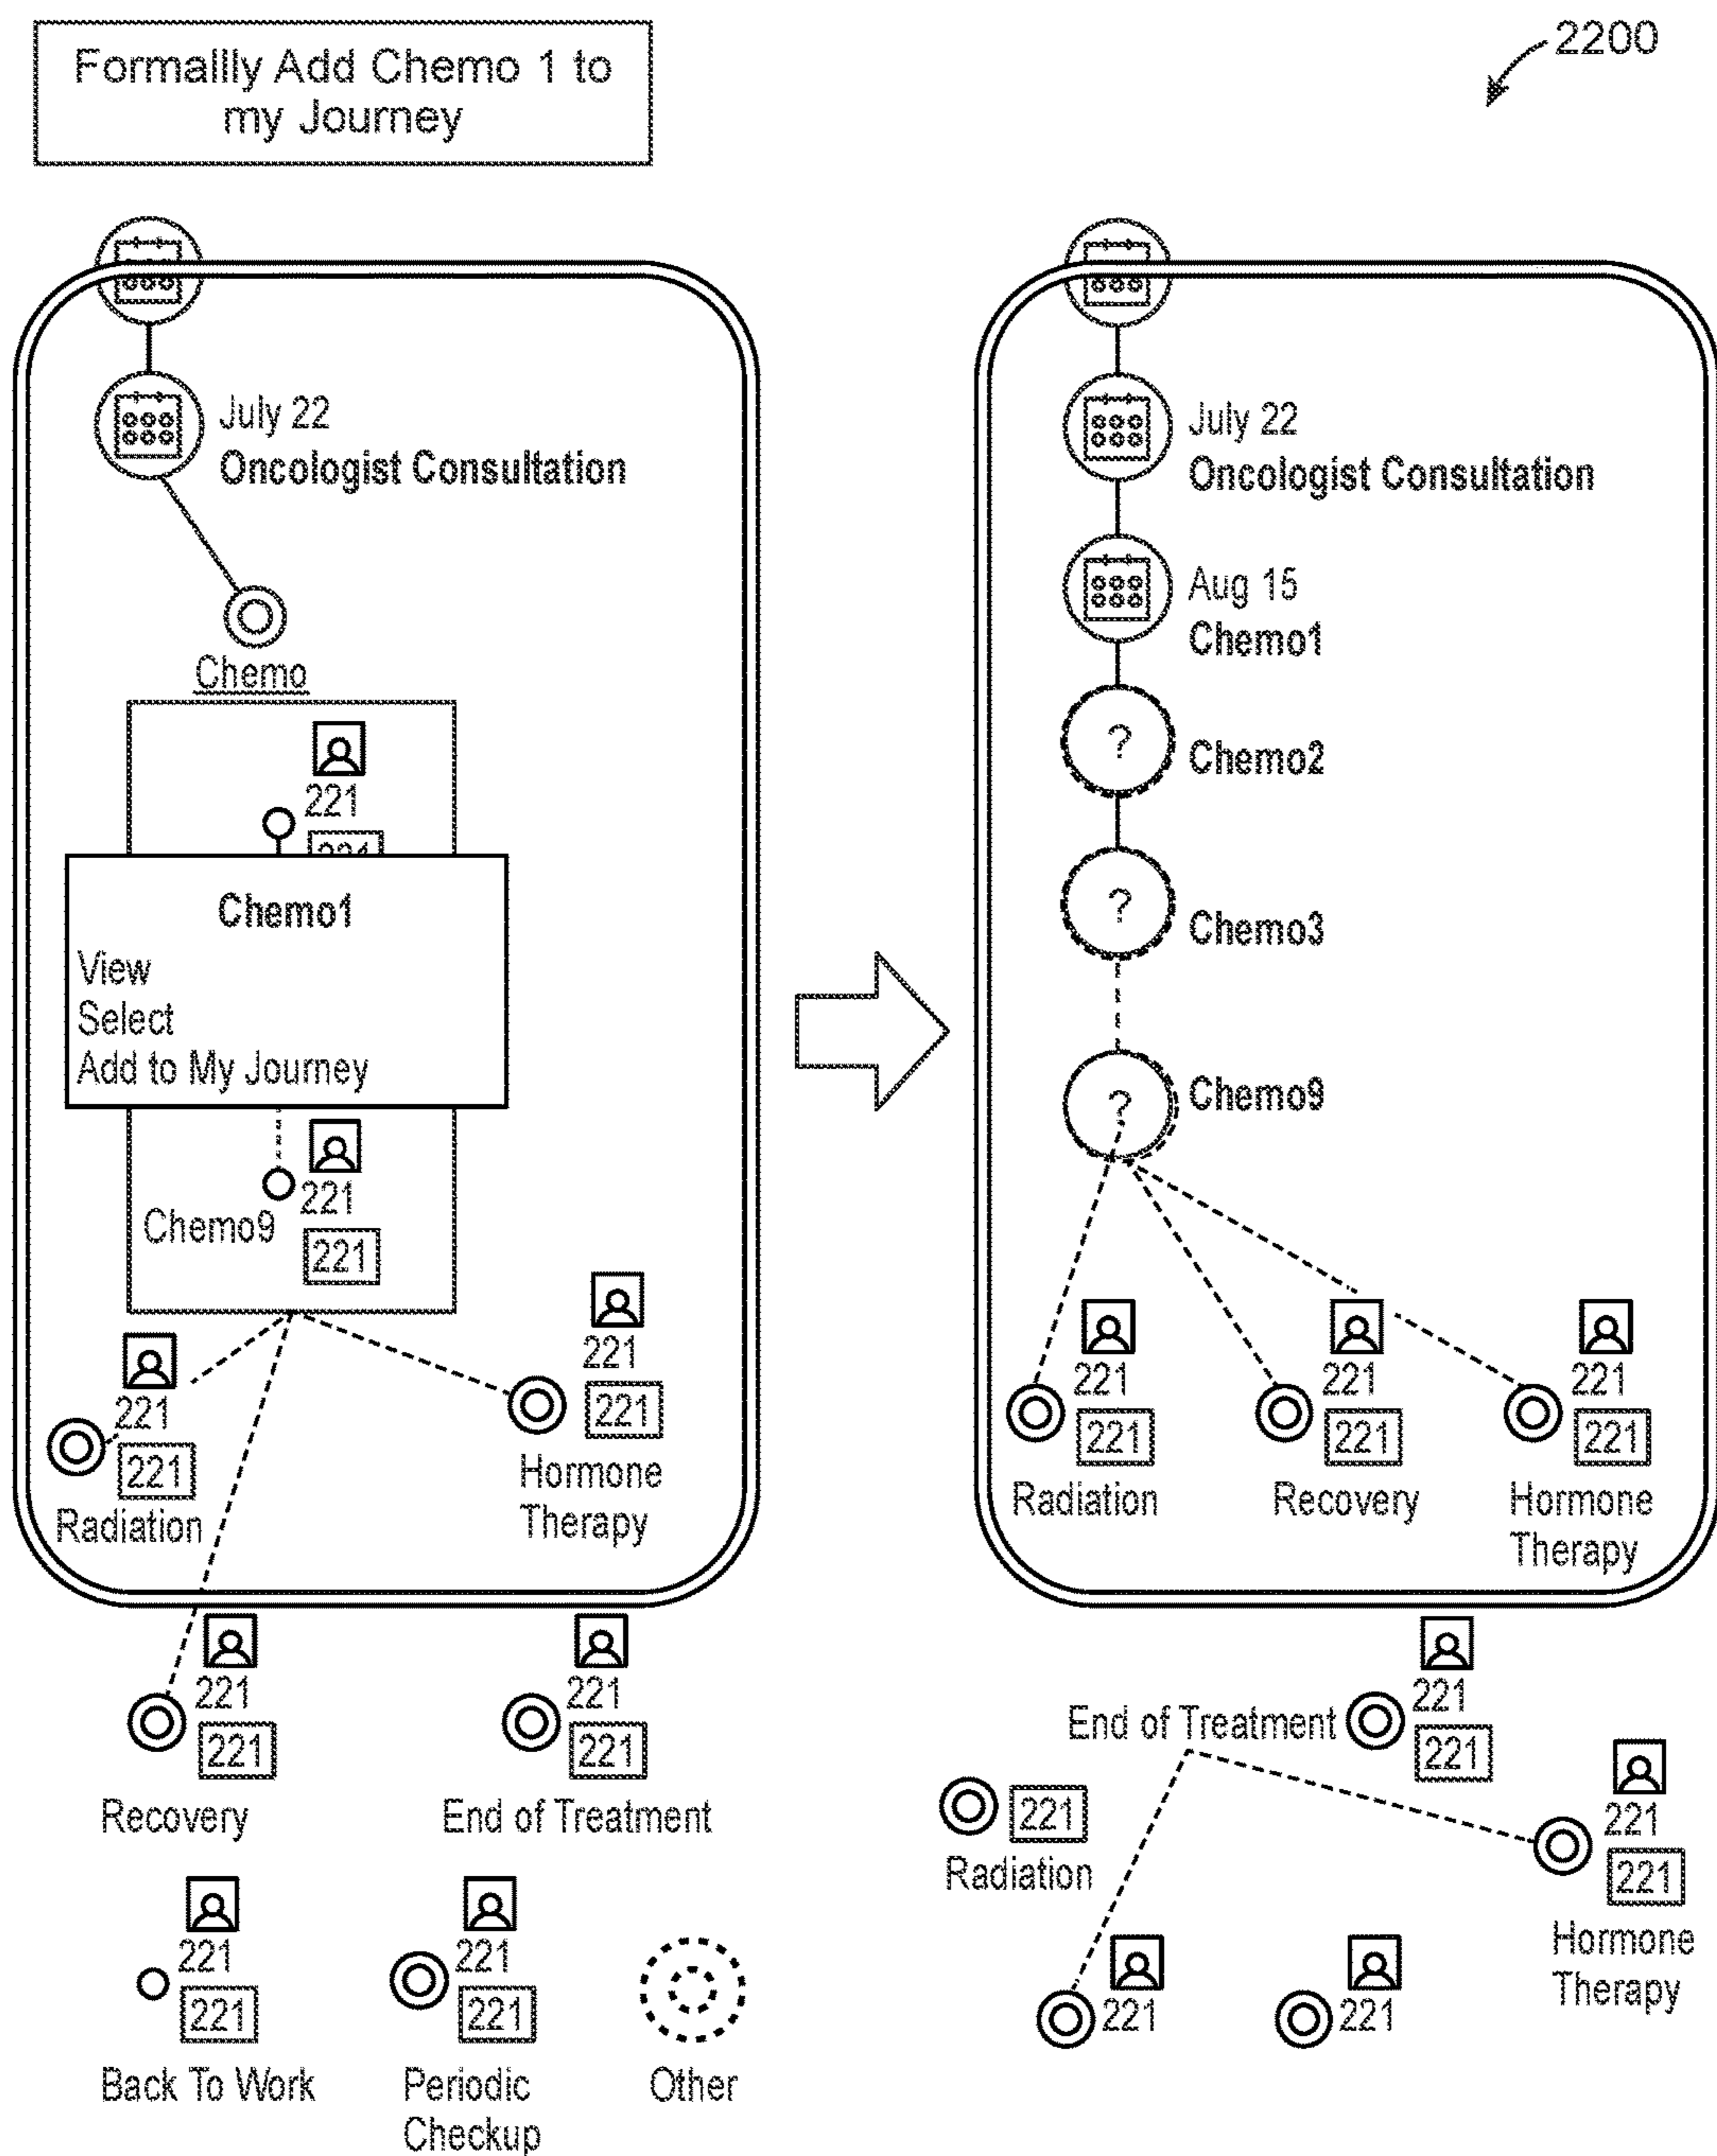 Formallly Add Chemo 1 to
my Journey
2200
July 22
Oncologist Consultation
Chemo
221
221
Chemo1
View
Select
Add to My Journey
221
Chemo9
221
221
221
221
221
Radiation
Hormone
Therapy
221
221
Recovery
221
221
End of Treatment
221
221
Back To Work
221
221
Periodic
Checkup
Other
July 22
Oncologist Consultation
Aug 15
Chemo1
?
Chemo2
?
Chemo3
?
Chemo9
221
221
Radiation
221
221
Recovery
221
221
Hormone
Therapy
End of Treatment
221
221
221
Radiation
221
221
Hormone
Therapy
221
221